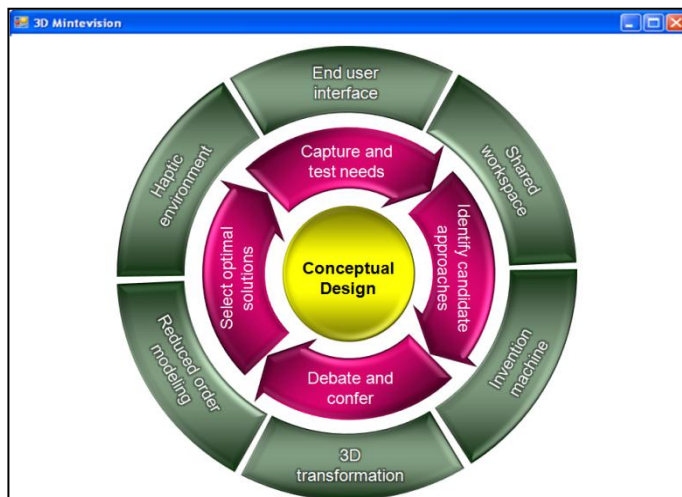 3D Mintevision
End user
interface
Shared
workspace
Invention
machine
3D
transformation
Reduced order
modeling
Haptic
environment
Capture and
test needs
Identify candidate
approaches
Debate and
confer
Select optimal
solutions
Conceptual
Design